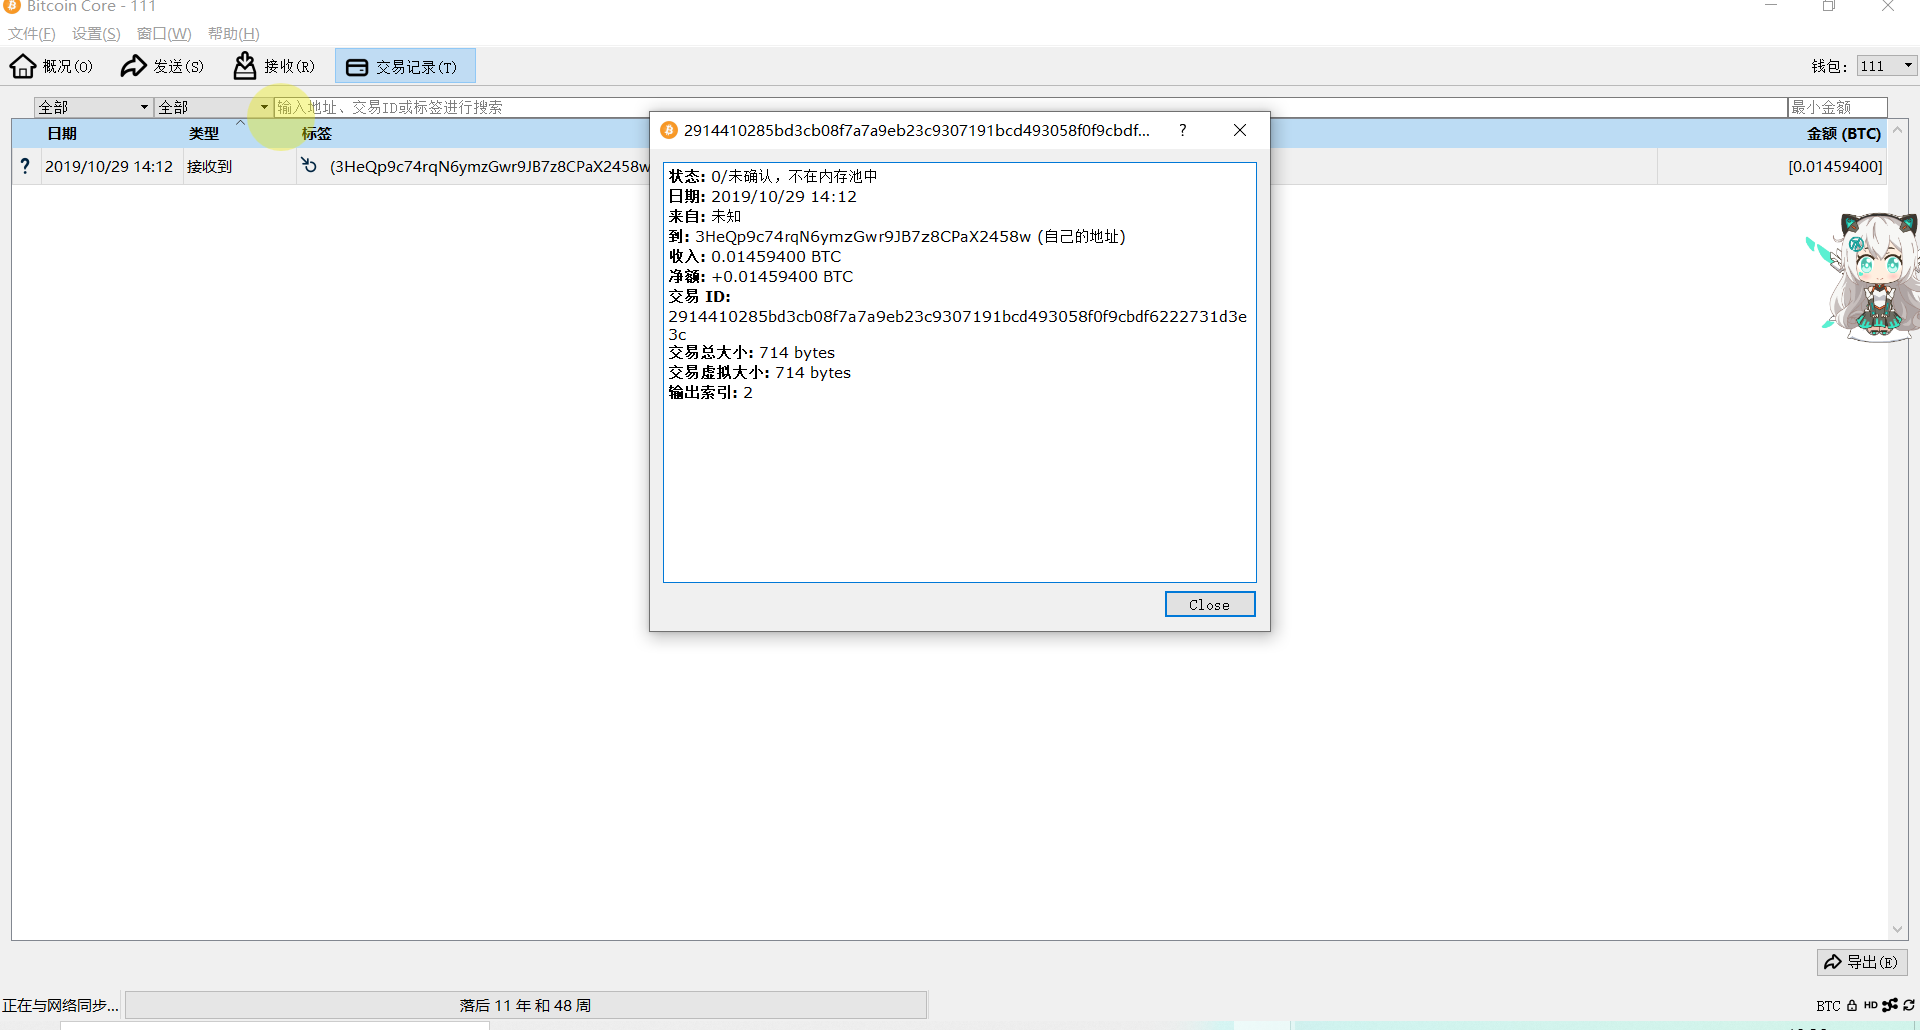 Bitcoin Core - 111
文件(F) 设置(S) 窗口(W) 帮助(H)
概况(O) 发送(S) 接收(R) 交易记录(T) 钱包: 111
全部 全部 输入地址、交易ID或标签进行搜索 最小金额
日期 类型 标签 金额 (BTC)
? 2019/10/29 14:12 接收到 (3HeQp9c74rqN6ymzGwr9JB7z8CPaX2458w [0.01459400]
2914410285bd3cb08f7a7a9eb23c9307191bcd493058f0f9cbdf... ?
状态: 0/未确认，不在内存池中
日期: 2019/10/29 14:12
来自: 未知
到: 3HeQp9c74rqN6ymzGwr9JB7z8CPaX2458w (自己的地址)
收入: 0.01459400 BTC
净额: +0.01459400 BTC
交易 ID:
2914410285bd3cb08f7a7a9eb23c9307191bcd493058f0f9cbdf6222731d3e
3c
交易总大小: 714 bytes
交易虚拟大小: 714 bytes
输出索引: 2
Close
导出(E)
正在与网络同步... 落后 11 年 和 48 周 BTC HD